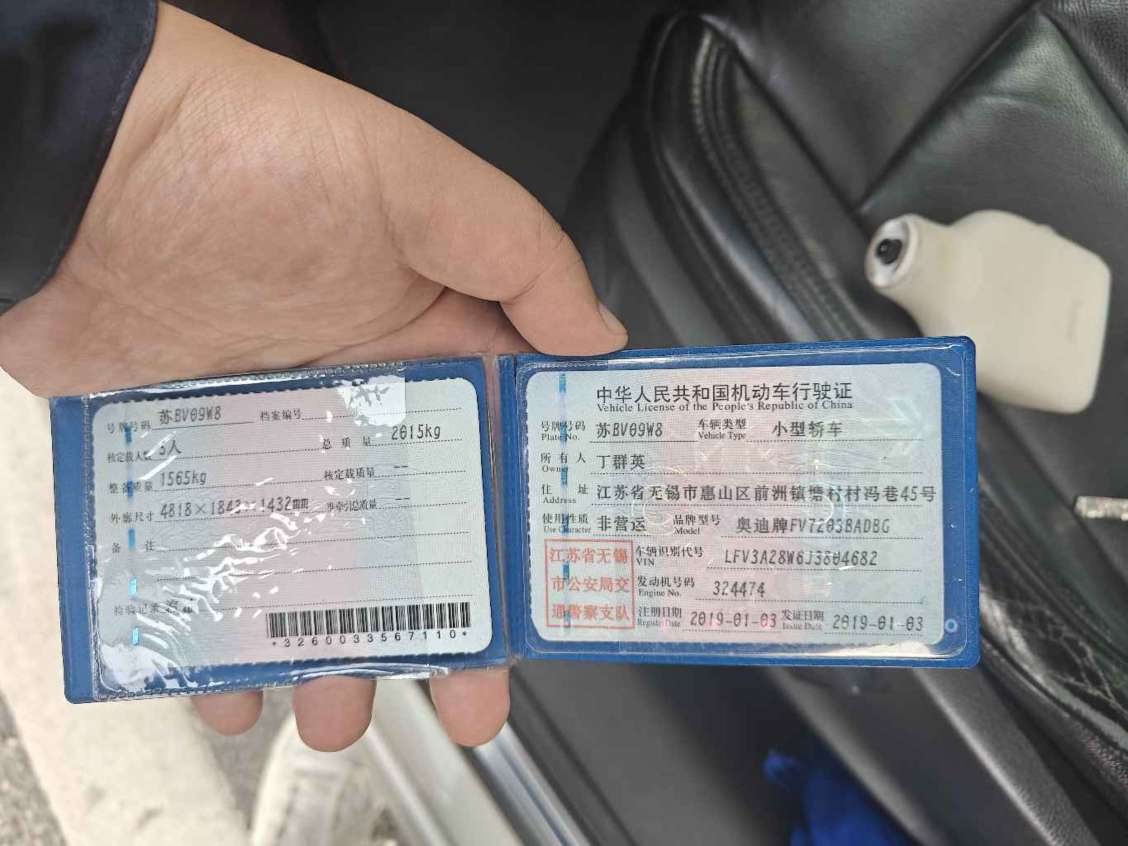 号牌号码 苏BV09W8 档案编号
核定载人数 5人 总质量 2015kg
整备质量 1565kg 核定载质量 --
外廓尺寸 4818×1843×1432 --
备注
检验记录
*3260033567110*
中华人民共和国机动车行驶证
Vehicle License of the People's Republic of China
号牌号码 苏BV09W8 车辆类型 小型轿车
Plate No. Vehicle Type
所有人 丁群英
Owner
住址 江苏省无锡市惠山区前洲镇 村村冯巷45号
Address
使用性质 非营运 品牌型号 奥迪牌FV7203BADBG
Use Character Model
江苏省无锡
市公安局交
通警察支队
车辆识别代号 LFV3A28W6J3804682
VIN
发动机号码 324474
Engine No.
注册日期 2019-01-03 发证日期 2019-01-03
Register Date Issue Date